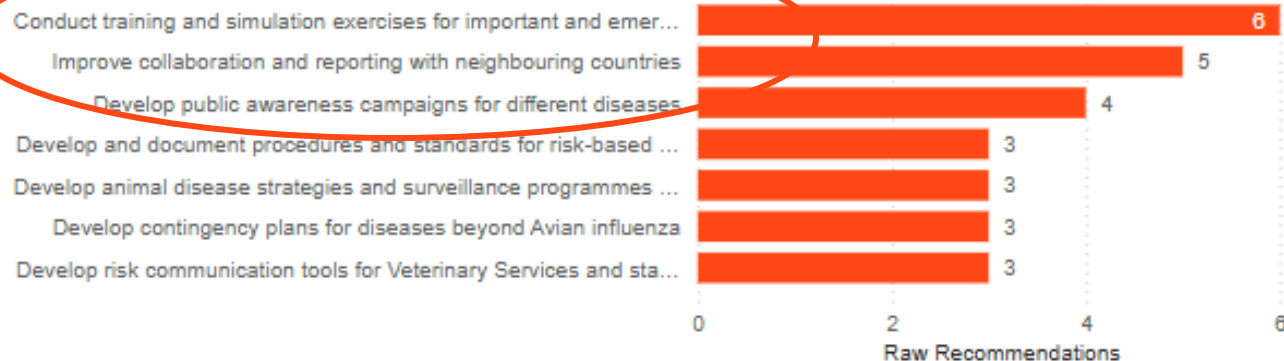 Conduct training and simulation exercises for important and emer... 6
Improve collaboration and reporting with neighbouring countries 5
Develop public awareness campaigns for different diseases 4
Develop and document procedures and standards for risk-based ... 3
Develop animal disease strategies and surveillance programmes ... 3
Develop contingency plans for diseases beyond Avian influenza 3
Develop risk communication tools for Veterinary Services and sta... 3
0 2 4 6
Raw Recommendations